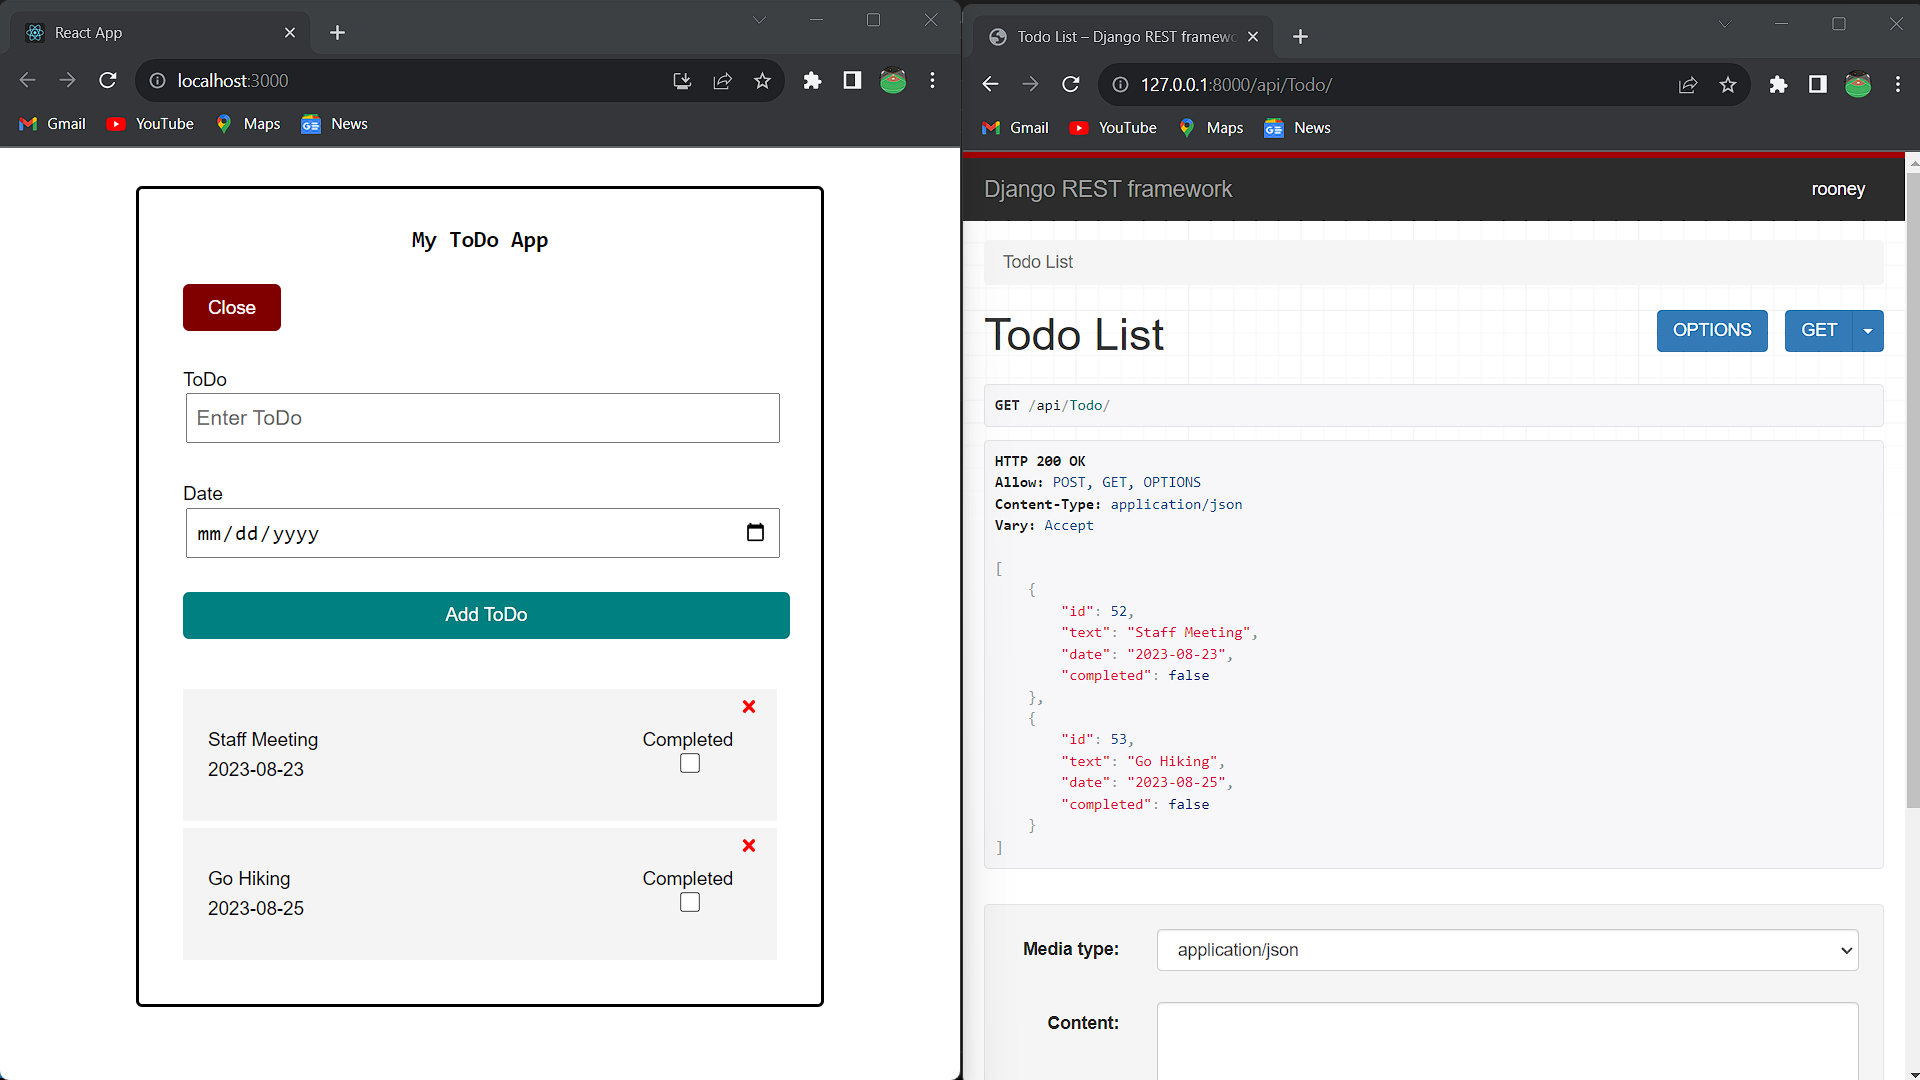 React App
localhost:3000
Gmail YouTube Maps News
My ToDo App
Close
ToDo
Enter ToDo
Date
mm/dd/yyyy
Add ToDo
Staff Meeting
2023-08-23
Completed
Go Hiking
2023-08-25
Completed
Todo List – Django REST framewo
127.0.0.1:8000/api/Todo/
Gmail YouTube Maps News
Django REST framework rooney
Todo List
Todo List OPTIONS GET
GET /api/Todo/
HTTP 200 OK
Allow: POST, GET, OPTIONS
Content-Type: application/json
Vary: Accept
[
{
"id": 52,
"text": "Staff Meeting",
"date": "2023-08-23",
"completed": false
},
{
"id": 53,
"text": "Go Hiking",
"date": "2023-08-25",
"completed": false
}
]
Media type: application/json
Content: